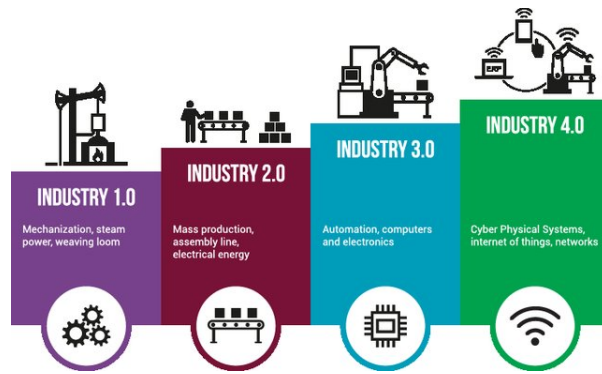 ERP
INDUSTRY 1.0
Mechanization, steam
power, weaving loom
INDUSTRY 2.0
Mass production,
assembly line,
electrical energy
INDUSTRY 3.0
Automation, computers
and electronics
INDUSTRY 4.0
Cyber Physical Systems,
internet of things, networks